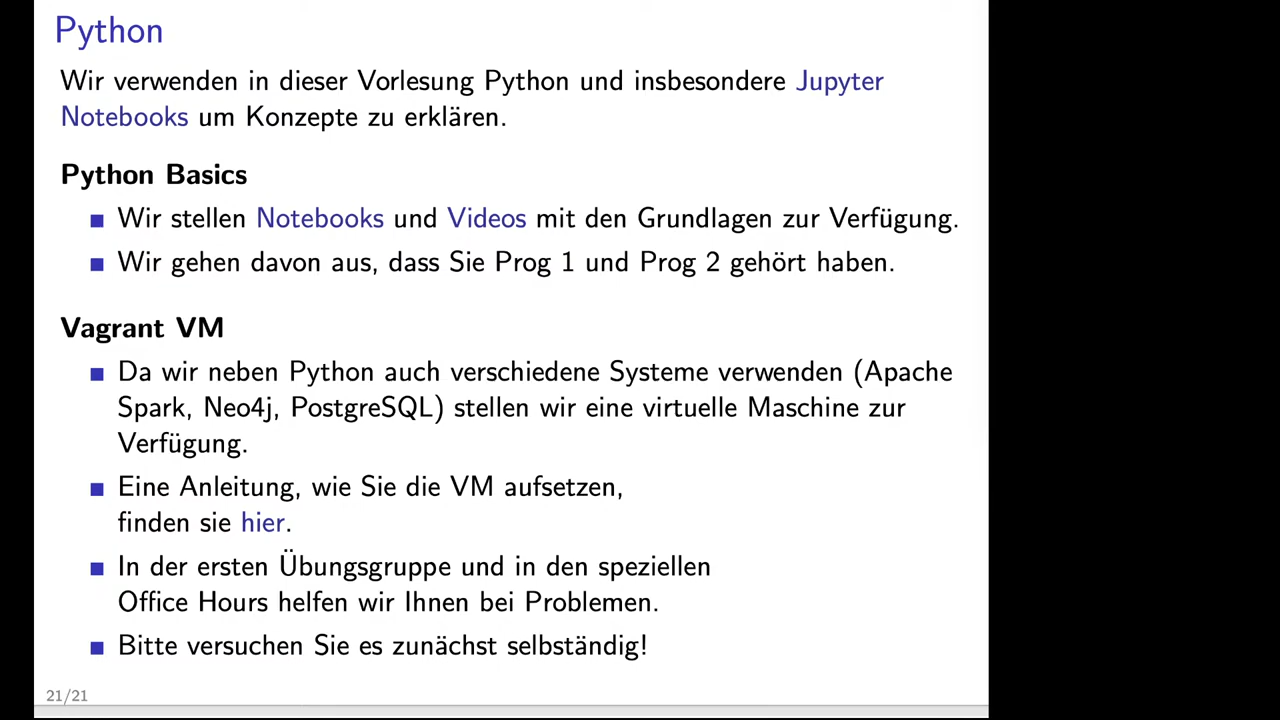 Python
Wir verwenden in dieser Vorlesung Python und insbesondere Jupyter
Notebooks um Konzepte zu erklären.
Python Basics
Wir stellen Notebooks und Videos mit den Grundlagen zur Verfügung.
Wir gehen davon aus, dass Sie Prog 1 und Prog 2 gehört haben.
Vagrant VM
Da wir neben Python auch verschiedene Systeme verwenden (Apache
Spark, Neo4j, PostgreSQL) stellen wir eine virtuelle Maschine zur
Verfügung.
Eine Anleitung, wie Sie die VM aufsetzen,
finden sie hier.
In der ersten Übungsgruppe und in den speziellen
Office Hours helfen wir Ihnen bei Problemen.
Bitte versuchen Sie es zunächst selbständig!
21/21